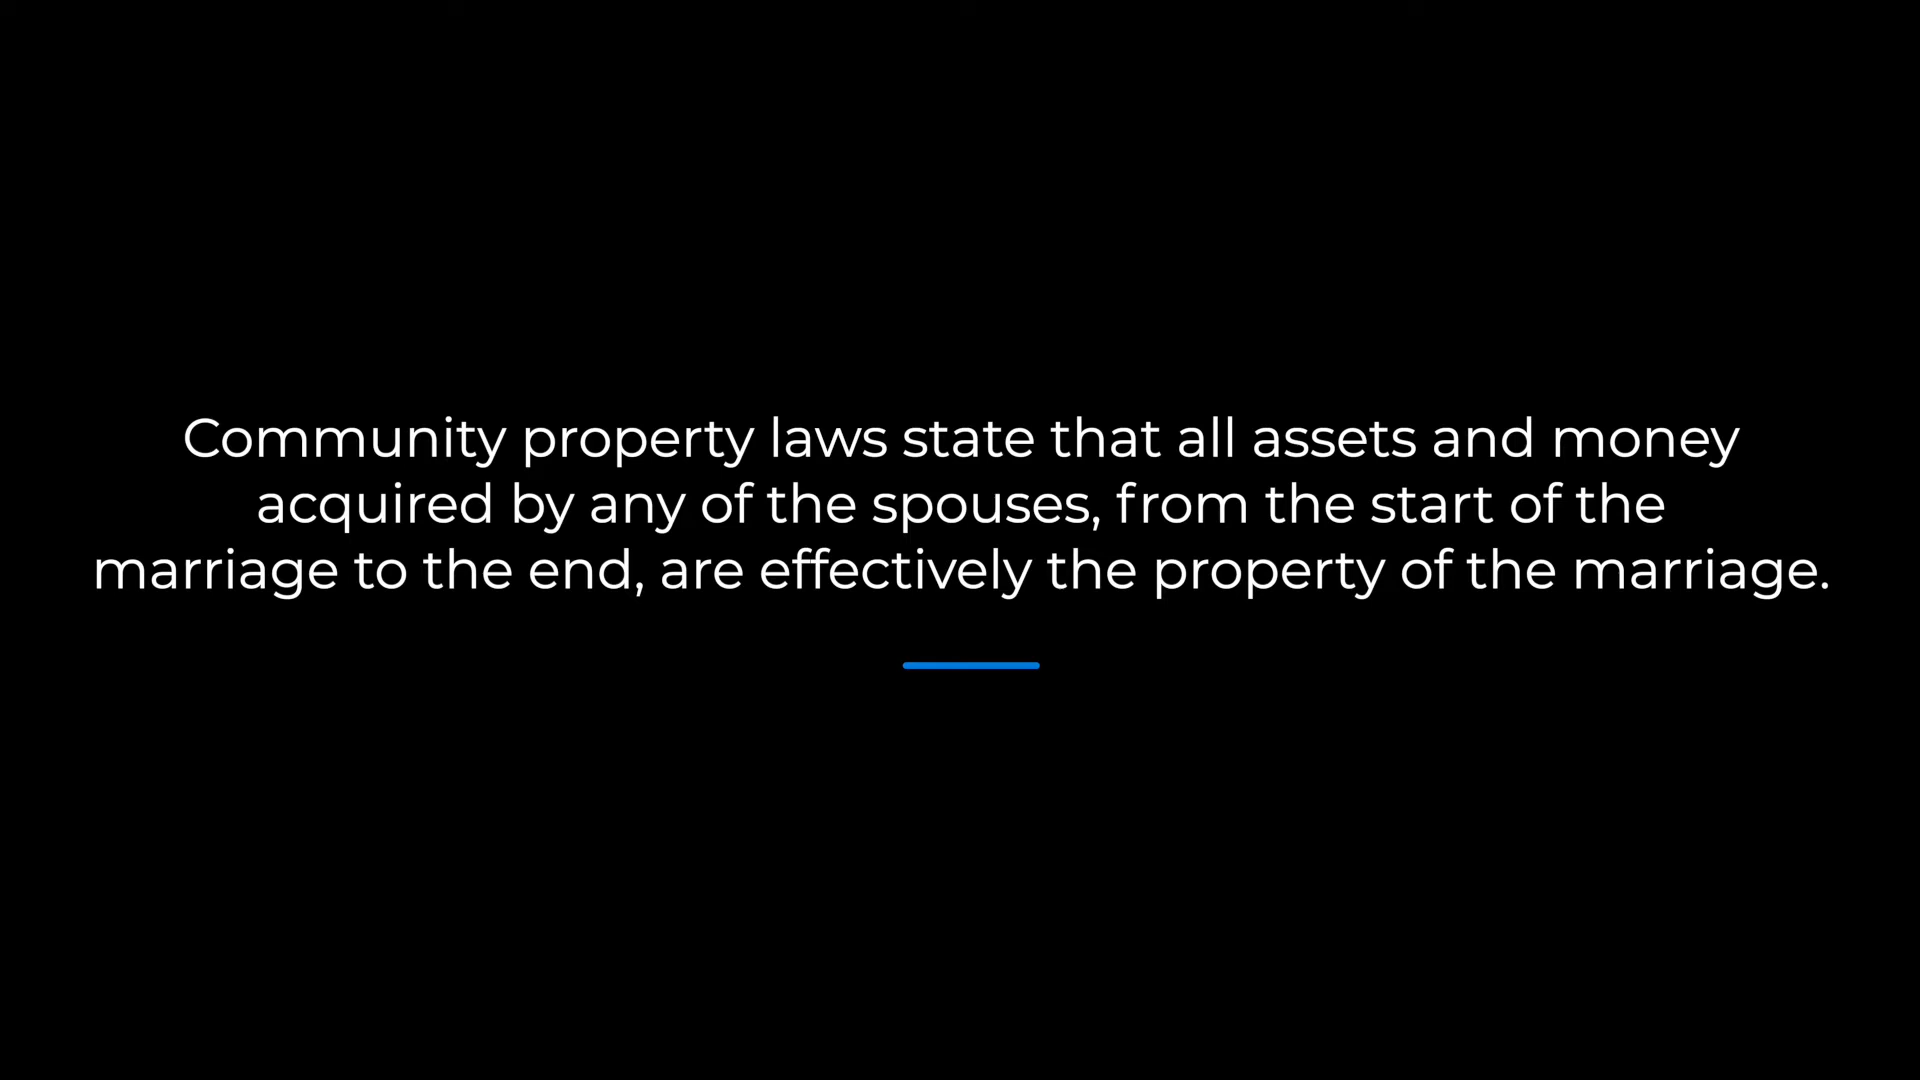 Community property laws state that all assets and money
acquired by any of the spouses, from the start of the
marriage to the end, are effectively the property of the marriage.